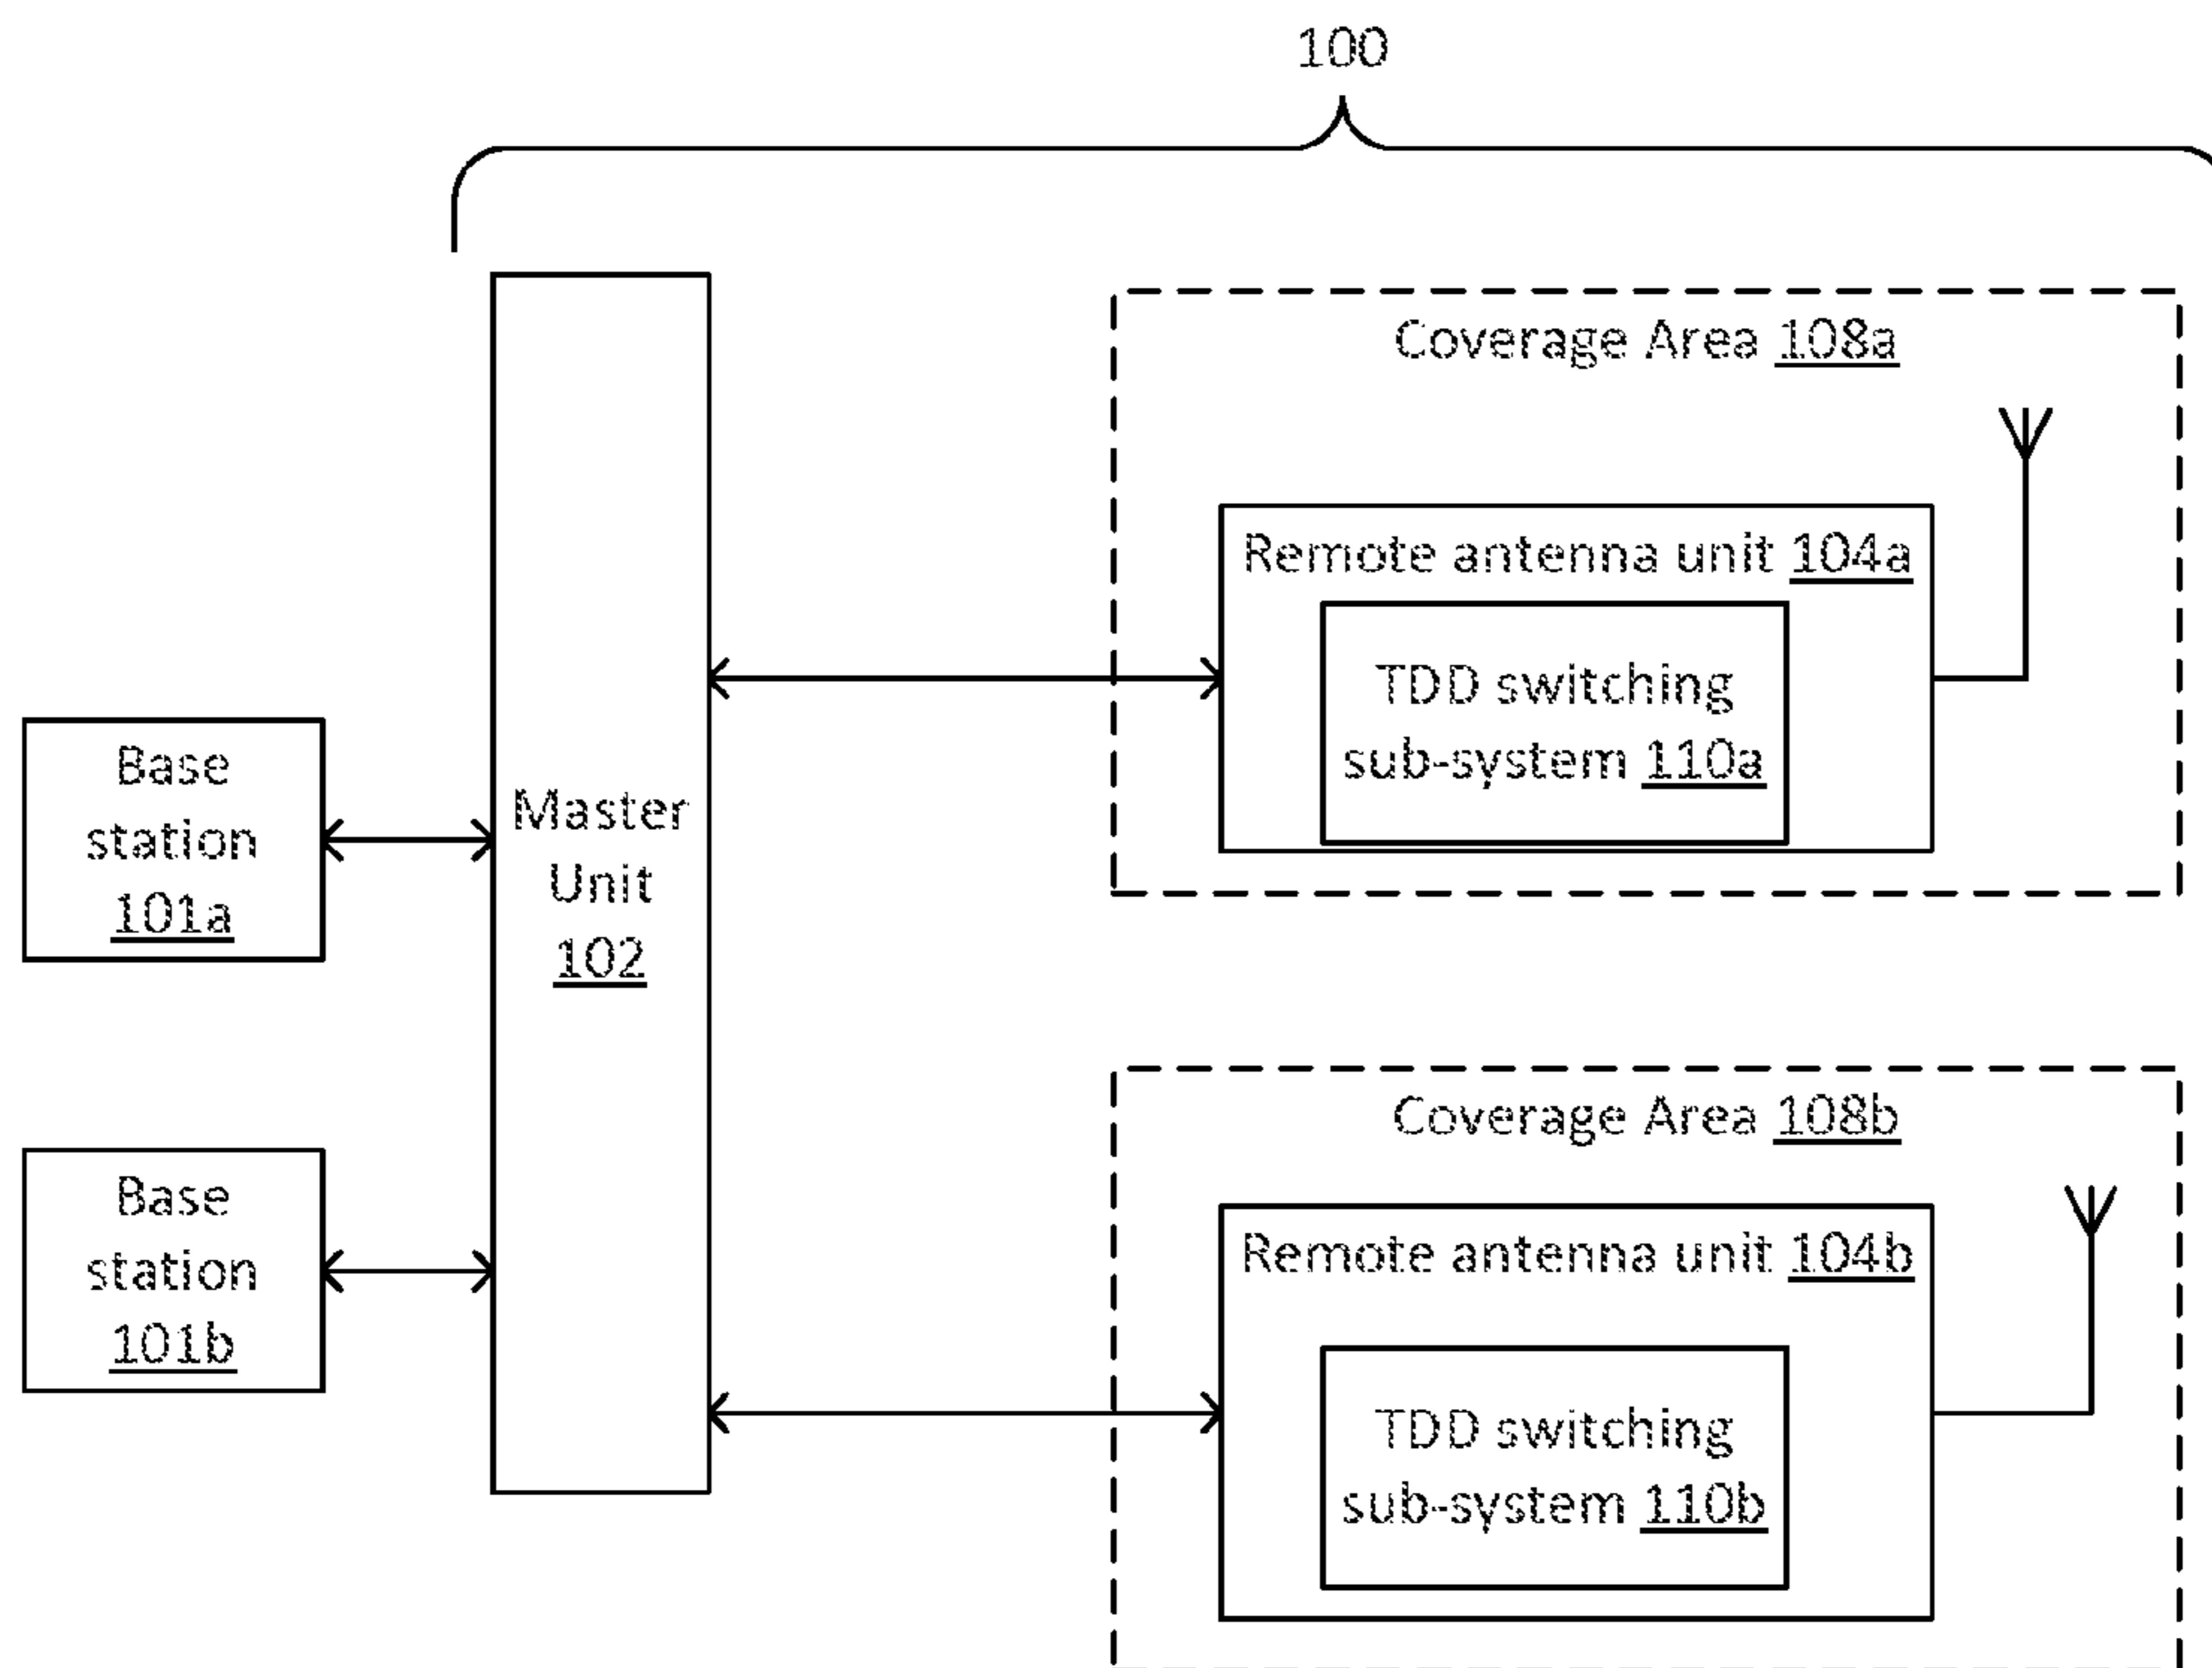 100
Coverage Area 108a
Remote antenna unit 104a
TDD switching
sub-system 110a
Base
station
101a
Master
Unit
102
Base
station
101b
Coverage Area 108b
Remote antenna unit 104b
TDD switching
sub-system 110b